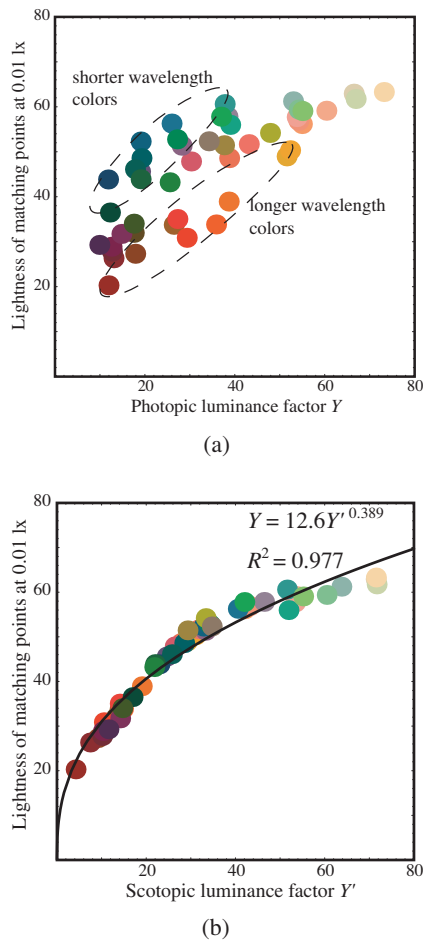 80
60
40
20
Lightness of matching points at 0.01 lx
shorter wavelength
colors
longer wavelength
colors
20
40
60
80
Photopic luminance factor Y
(a)
80
60
40
20
Lightness of matching points at 0.01 lx
Y = 12.6Y′ 0.389
R² = 0.977
20
40
60
80
Scotopic luminance factor Y′
(b)